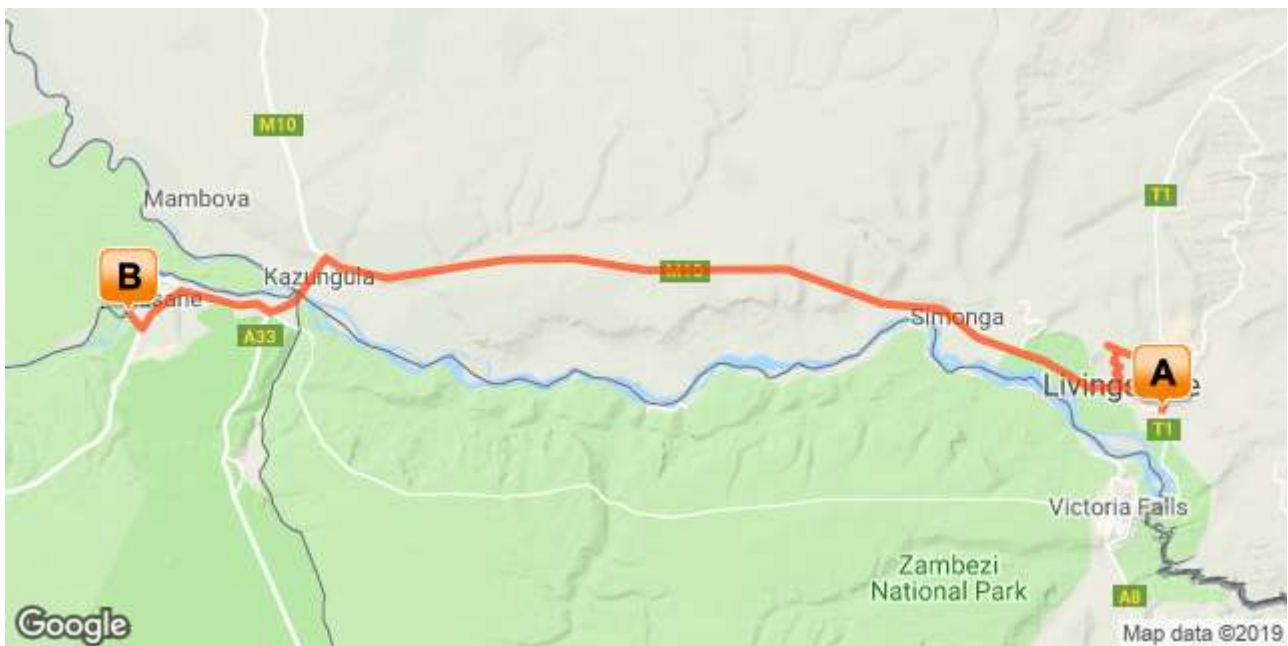 M10
T1
Mambova
B
Kazungula
M10
A33
Simonga
A
T1
Victoria Falls
Zambezi
National Park
A8
Google
Map data ©2019